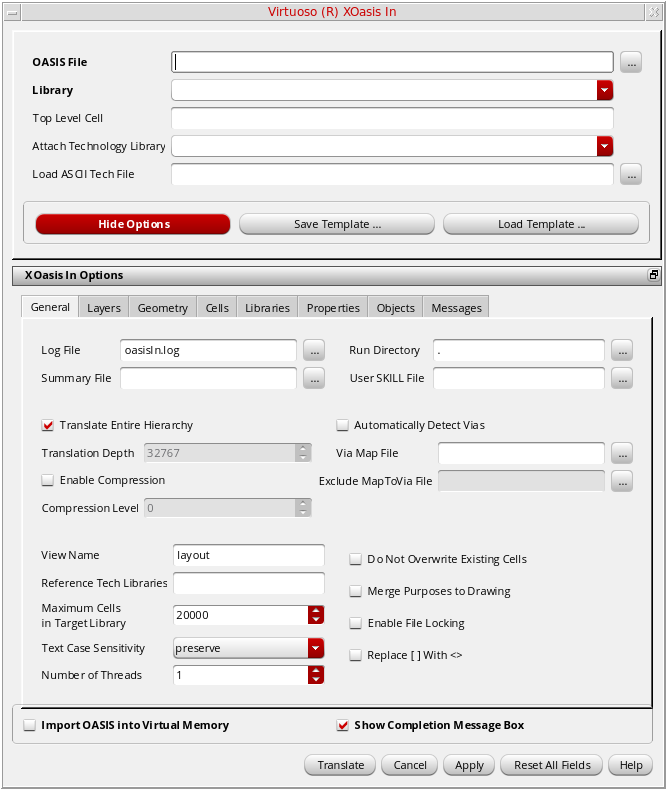 Virtuoso (R) XOasis In
OASIS File
...
Library
Top Level Cell
Attach Technology Library
Load ASCII Tech File
...
Hide Options
Save Template ...
Load Template ...
XOasis In Options
General
Layers
Geometry
Cells
Libraries
Properties
Objects
Messages
Log File
oasisIn.log
...
Run Directory
.
...
Summary File
...
User SKILL File
...
Translate Entire Hierarchy
Automatically Detect Vias
Translation Depth
32767
Via Map File
...
Enable Compression
Exclude MapToVia File
...
Compression Level
0
View Name
layout
Do Not Overwrite Existing Cells
Reference Tech Libraries
Merge Purposes to Drawing
Maximum Cells
in Target Library
20000
Enable File Locking
Text Case Sensitivity
preserve
Replace [ ] With <>
Number of Threads
1
Import OASIS into Virtual Memory
Show Completion Message Box
Translate
Cancel
Apply
Reset All Fields
Help